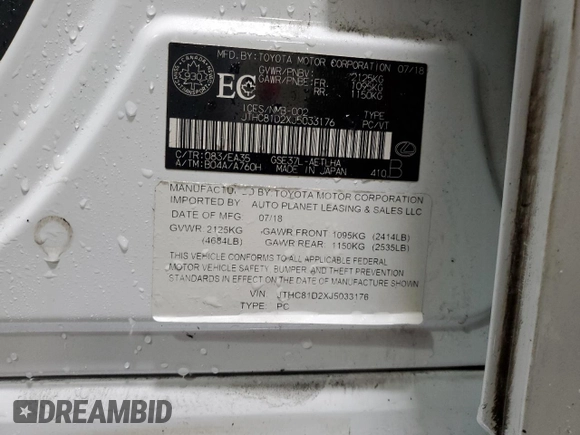 MFD.BY:TOYOTA MOTOR CORPORATION 07/18
GVWR/PNBV: 2125KG
GAWR/PNBE:FR. 1095KG
RR. 1150KG
EC
ICES/NMB-002
TYPE
JTHC81D2XJ5033176
PC/VT
C/TR: 083/EA35
GSE37L-AETLHA
A/TM: B04A/A760H
MADE IN JAPAN
410
B
MANUFACTURED BY TOYOTA MOTOR CORPORATION
IMPORTED BY AUTO PLANET LEASING & SALES LLC
DATE OF MFG. 07/18
GVWR: 2125KG
(4684LB)
GAWR FRONT: 1095KG (2414LB)
GAWR REAR: 1150KG (2535LB)
THIS VEHICLE CONFORMS TO ALL APPLICABLE FEDERAL
MOTOR VEHICLE SAFETY, BUMPER, AND THEFT PREVENTION
STANDARDS IN EFFECT ON THE DATE OF MANUFACTURE SHOWN.
VIN: JTHC81D2XJ5033176
TYPE: PC
DREAMBID